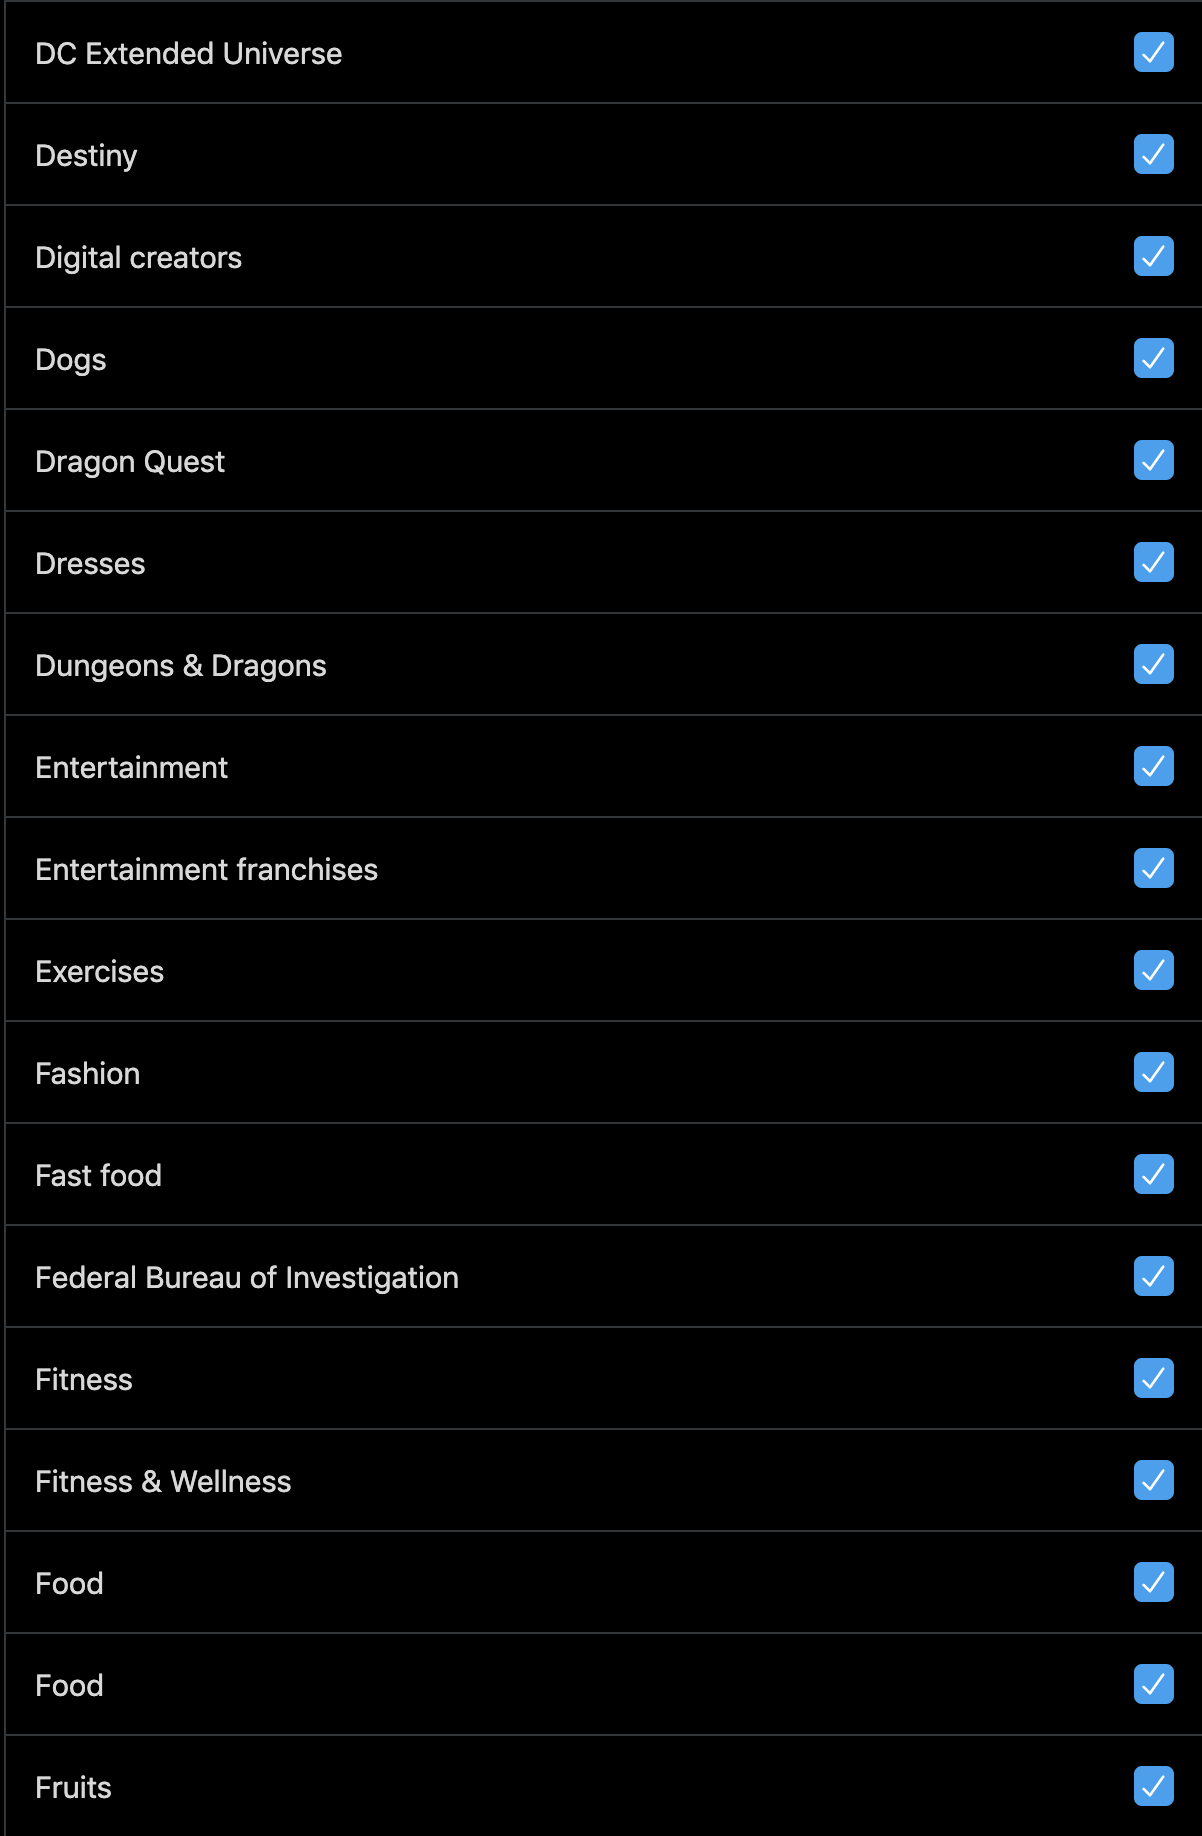 DC Extended Universe
Destiny
Digital creators
Dogs
Dragon Quest
Dresses
Dungeons & Dragons
Entertainment
Entertainment franchises
Exercises
Fashion
Fast food
Federal Bureau of Investigation
Fitness
Fitness & Wellness
Food
Food
Fruits